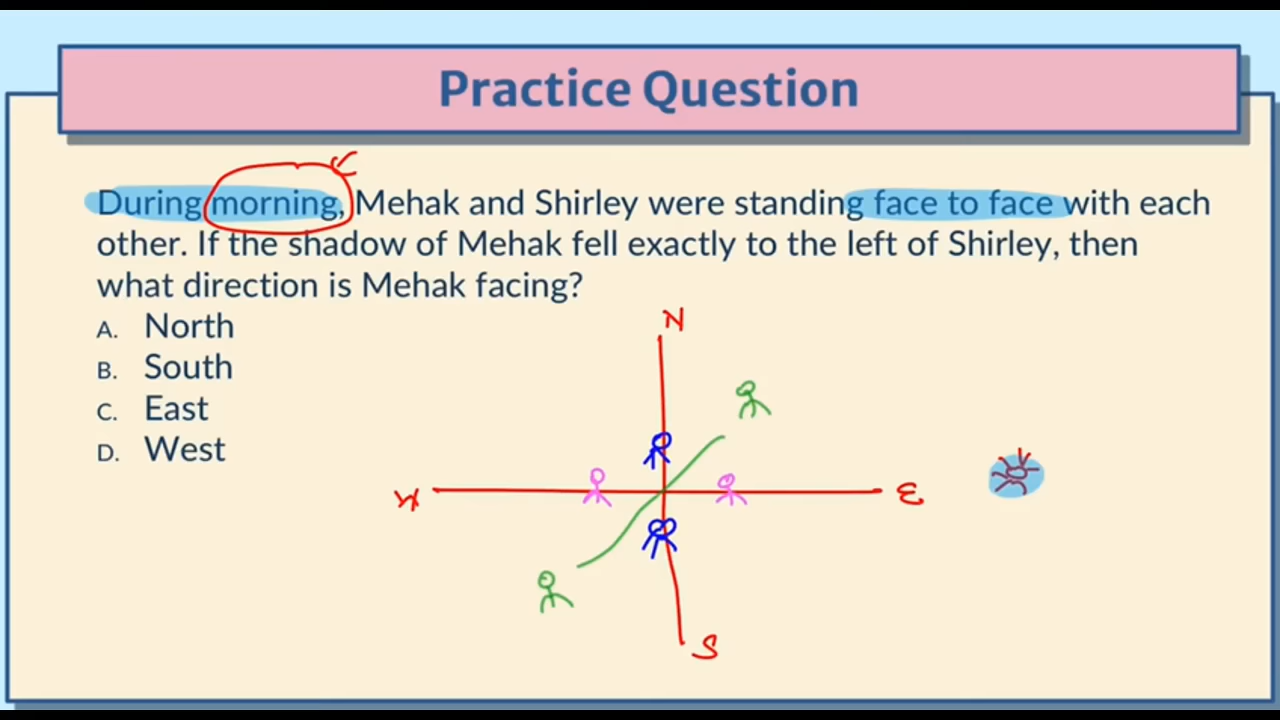 Practice Question
During morning, Mehak and Shirley were standing face to face with each
other. If the shadow of Mehak fell exactly to the left of Shirley, then
what direction is Mehak facing?
A. North
B. South
C. East
D. West
N
W
E
S